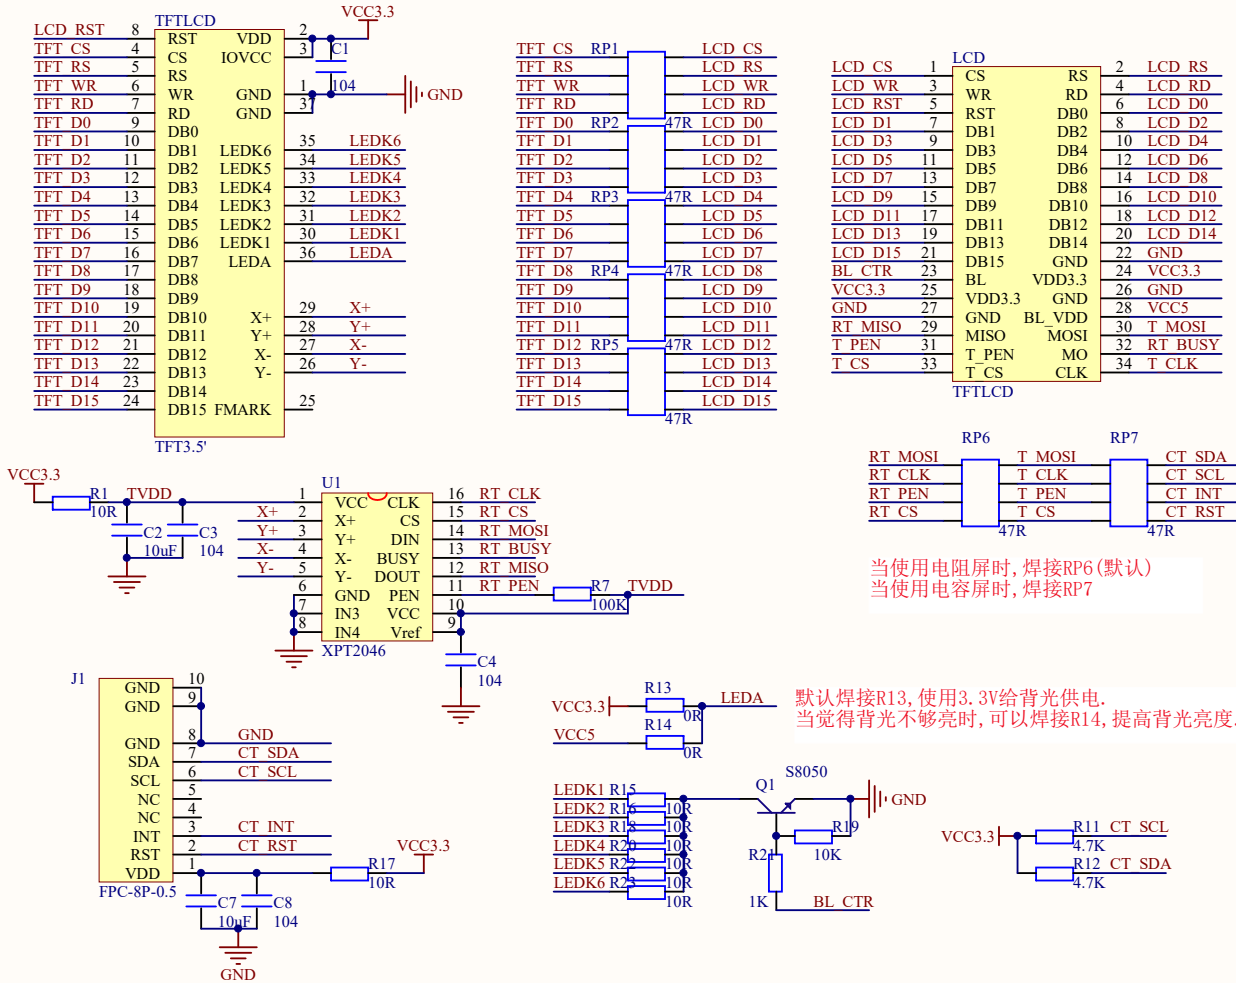 TFTLCD
VCC3.3
LCD_RST 8 RST VDD 2
TFT_CS 4 CS IOVCC 3 C1
TFT_RS 5 RS 104
TFT_WR 6 WR GND 1 GND
TFT_RD 7 RD GND 37
TFT_D0 9 DB0
TFT_D1 10 DB1 LEDK6 35 LEDK6
TFT_D2 11 DB2 LEDK5 34 LEDK5
TFT_D3 12 DB3 LEDK4 33 LEDK4
TFT_D4 13 DB4 LEDK3 32 LEDK3
TFT_D5 14 DB5 LEDK2 31 LEDK2
TFT_D6 15 DB6 LEDK1 30 LEDK1
TFT_D7 16 DB7 LEDA 36 LEDA
TFT_D8 17 DB8
TFT_D9 18 DB9
TFT_D10 19 DB10 X+ 29 X+
TFT_D11 20 DB11 Y+ 28 Y+
TFT_D12 21 DB12 X- 27 X-
TFT_D13 22 DB13 Y- 26 Y-
TFT_D14 23 DB14
TFT_D15 24 DB15 FMARK 25
TFT3.5'
TFT_CS RP1 LCD_CS
TFT_RS LCD_RS
TFT_WR LCD_WR
TFT_RD LCD_RD
47R
TFT_D0 RP2 LCD_D0
TFT_D1 LCD_D1
TFT_D2 LCD_D2
TFT_D3 LCD_D3
TFT_D4 RP3 LCD_D4
TFT_D5 LCD_D5
TFT_D6 LCD_D6
TFT_D7 LCD_D7
47R
TFT_D8 RP4 LCD_D8
TFT_D9 LCD_D9
TFT_D10 LCD_D10
TFT_D11 LCD_D11
47R
TFT_D12 RP5 LCD_D12
TFT_D13 LCD_D13
TFT_D14 LCD_D14
TFT_D15 LCD_D15
47R
LCD
LCD_CS 1 CS RS 2 LCD_RS
LCD_WR 3 WR RD 4 LCD_RD
LCD_RST 5 RST DB0 6 LCD_D0
LCD_D1 7 DB1 DB2 8 LCD_D2
LCD_D3 9 DB3 DB4 10 LCD_D4
LCD_D5 11 DB5 DB6 12 LCD_D6
LCD_D7 13 DB7 DB8 14 LCD_D8
LCD_D9 15 DB9 DB10 16 LCD_D10
LCD_D11 17 DB11 DB12 18 LCD_D12
LCD_D13 19 DB13 DB14 20 LCD_D14
LCD_D15 21 DB15 GND 22 GND
BL_CTR 23 BL VDD3.3 24 VCC3.3
VCC3.3 25 VDD3.3 GND 26 GND
GND 27 GND BL_VDD 28 VCC5
RT_MISO 29 MISO MOSI 30 T_MOSI
T_PEN 31 T_PEN MO 32 RT_BUSY
T_CS 33 T_CS CLK 34 T_CLK
TFTLCD
RP6 RP7
RT_MOSI T_MOSI CT_SDA
RT_CLK T_CLK CT_SCL
RT_PEN T_PEN CT_INT
RT_CS T_CS CT_RST
47R 47R
当使用电阻屏时,焊接RP6(默认)
当使用电容屏时,焊接RP7
VCC3.3
R1 TVDD
10R
C2 C3
10uF 104
U1
1 VCC CLK 16 RT_CLK
X+ 2 X+ CS 15 RT_CS
Y+ 3 Y+ DIN 14 RT_MOSI
X- 4 X- BUSY 13 RT_BUSY
Y- 5 Y- DOUT 12 RT_MISO
6 GND PEN 11 RT_PEN R7 TVDD
7 IN3 VCC 10 100K
8 IN4 Vref 9
XPT2046
C4
104
J1
GND 10
GND 9
GND 8 GND
SDA 7 CT_SDA
SCL 6 CT_SCL
NC 5
NC 4
INT 3 CT_INT
RST 2 CT_RST
VDD 1
FPC-8P-0.5
R17 VCC3.3
10R
C7 C8
10uF 104
GND
VCC3.3 R13 LEDA
0R
VCC5 R14
0R
默认焊接R13,使用3.3V给背光供电.
当觉得背光不够亮时,可以焊接R14,提高背光亮度.
LEDK1 R15 10R
LEDK2 R16 10R
LEDK3 R18 10R
LEDK4 R20 10R
LEDK5 R22 10R
LEDK6 R23 10R
Q1 S8050
GND
R19
10K
R21
1K BL_CTR
VCC3.3 R11 CT_SCL
4.7K
R12 CT_SDA
4.7K